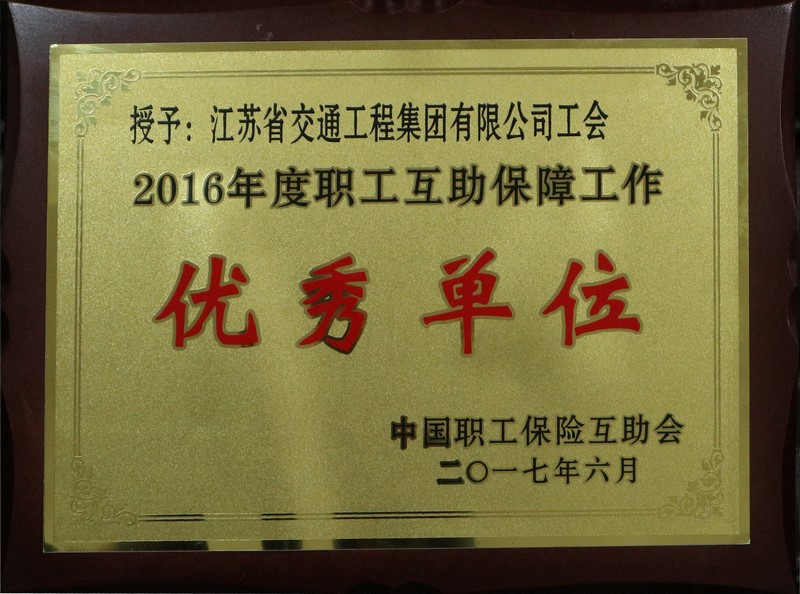 授予：江苏省交通工程集团有限公司工会
2016年度职工互助保障工作
优秀单位
中国职工保险互助会
二〇一七年六月